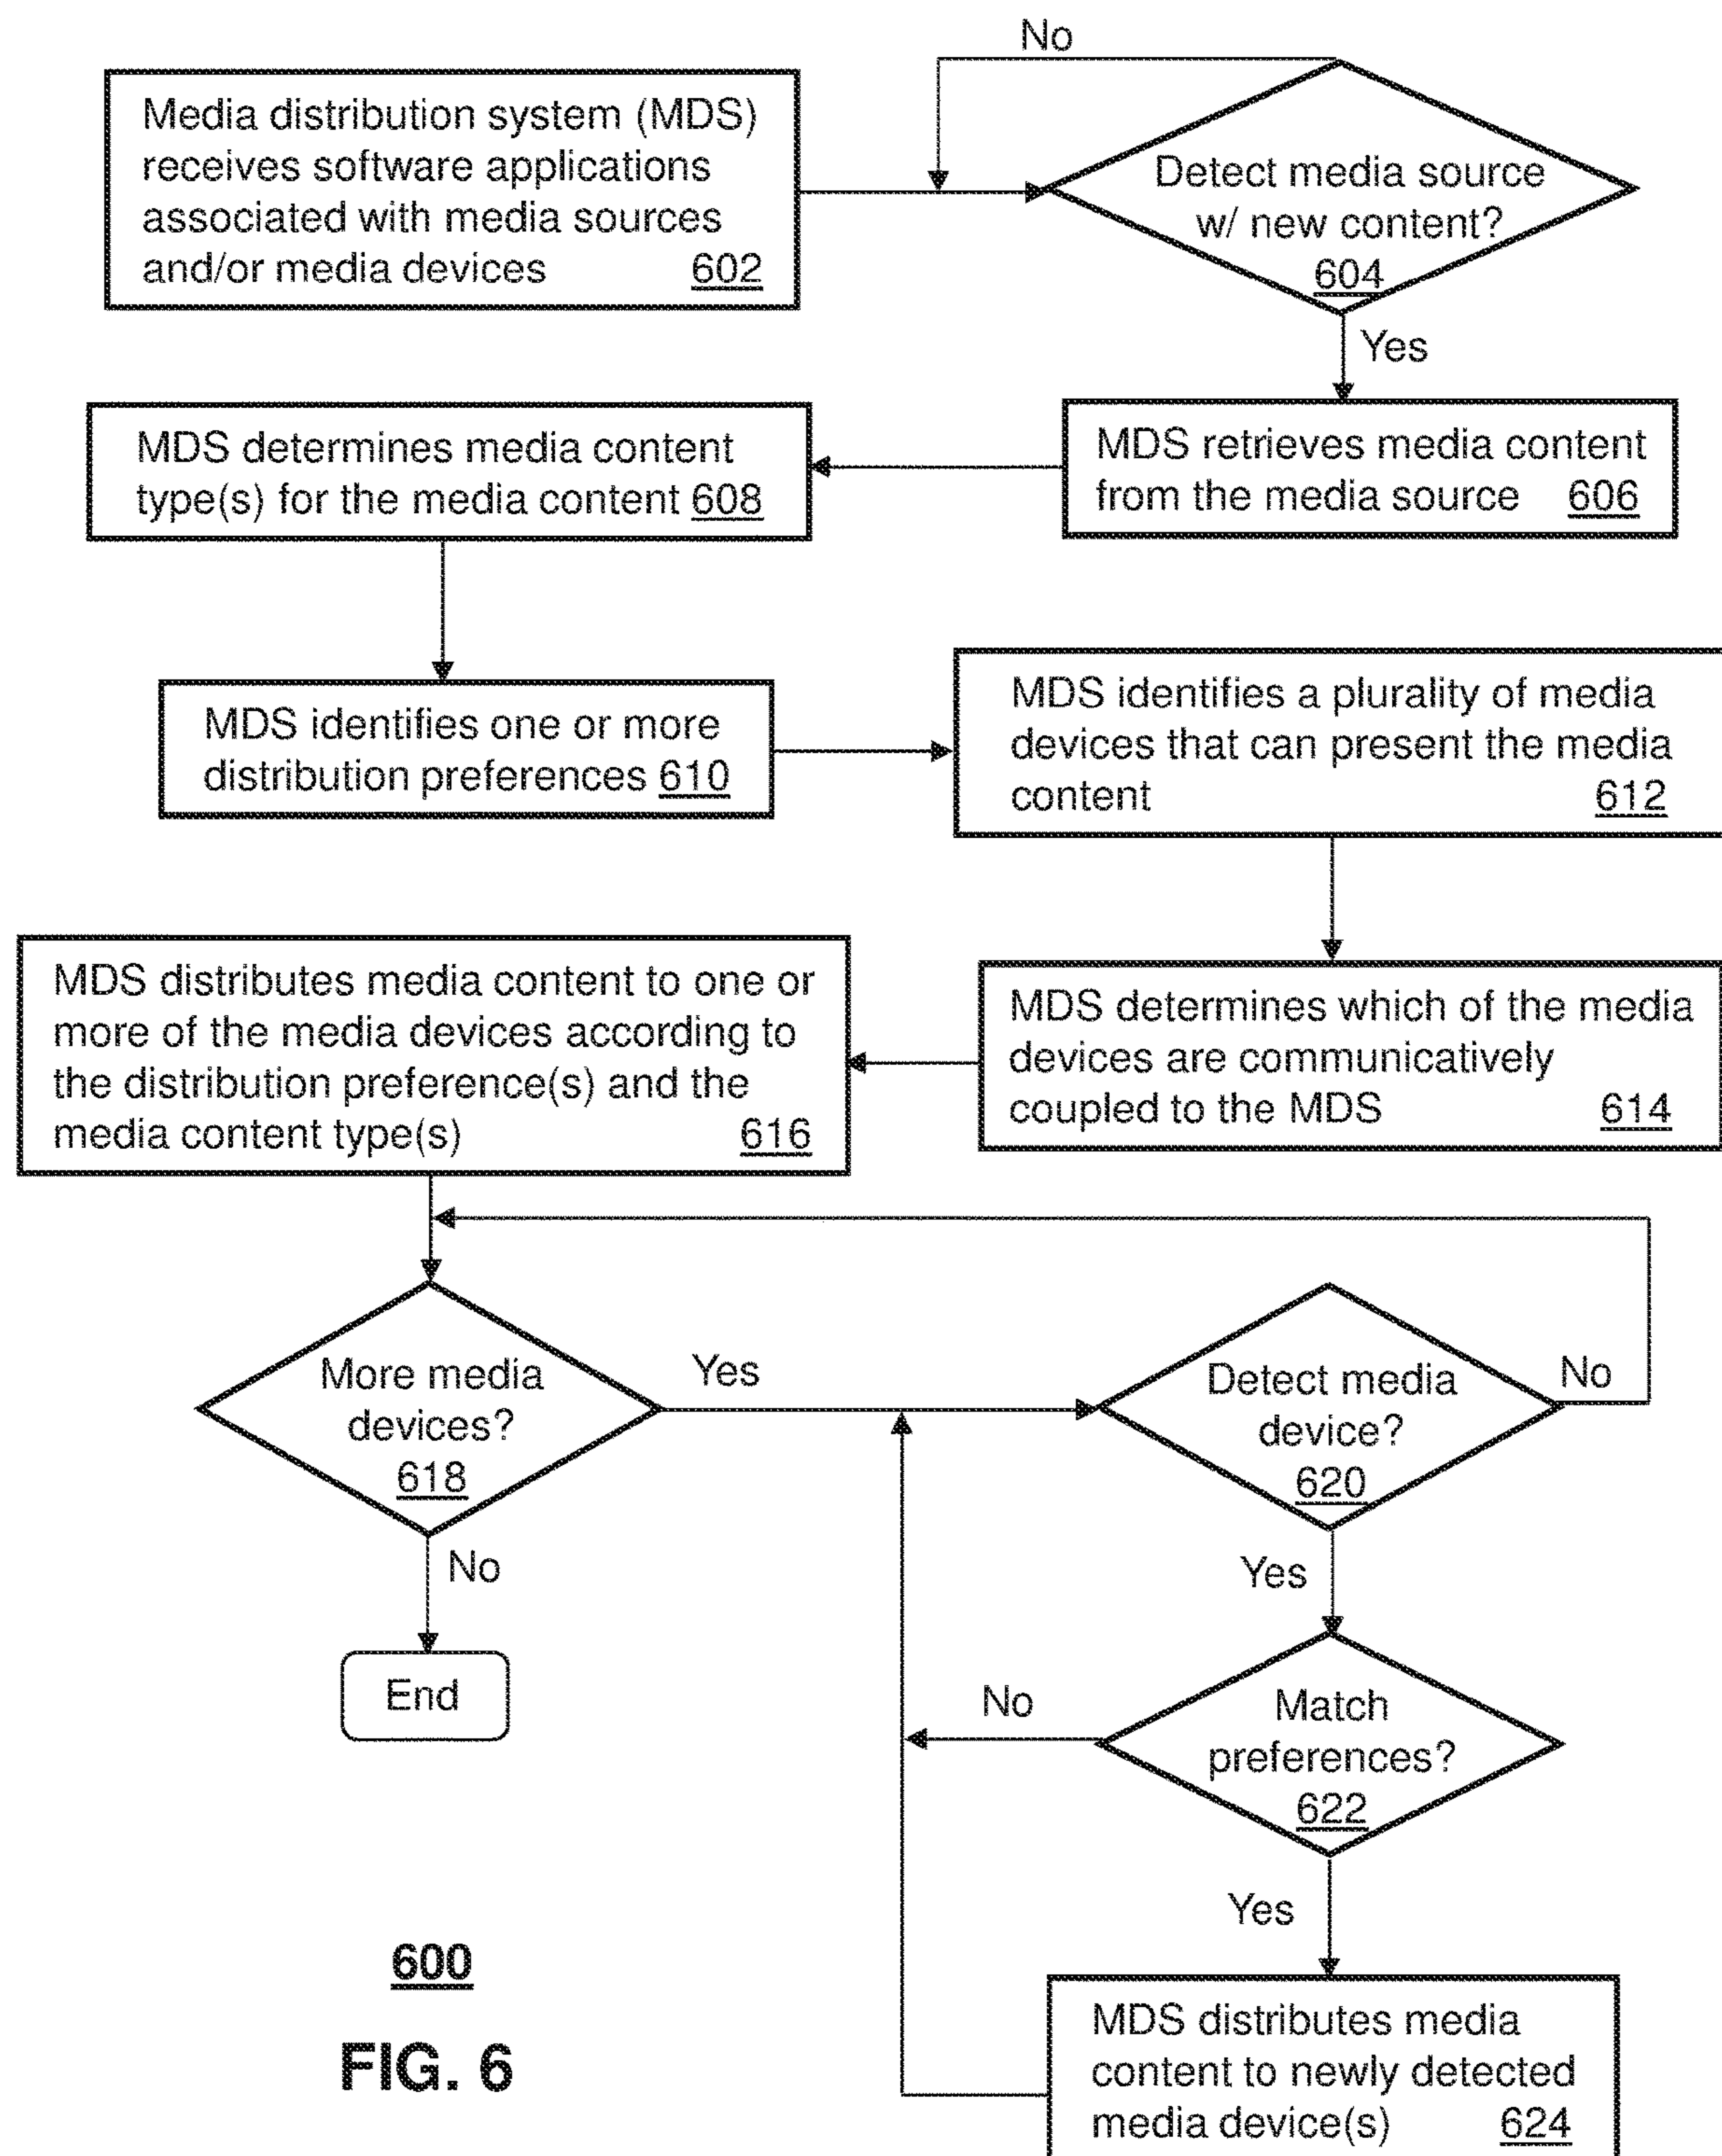 No
Media distribution system (MDS)
receives software applications
associated with media sources
and/or media devices 602
Detect media source
w/ new content?
604
Yes
MDS retrieves media content
from the media source 606
MDS determines media content
type(s) for the media content 608
MDS identifies one or more
distribution preferences 610
MDS identifies a plurality of media
devices that can present the media
content 612
MDS determines which of the media
devices are communicatively
coupled to the MDS 614
MDS distributes media content to one or
more of the media devices according to
the distribution preference(s) and the
media content type(s) 616
More media
devices?
618
Yes
No
End
Detect media
device?
620
No
Yes
Match
preferences?
622
No
Yes
MDS distributes media
content to newly detected
media device(s) 624
600
FIG. 6